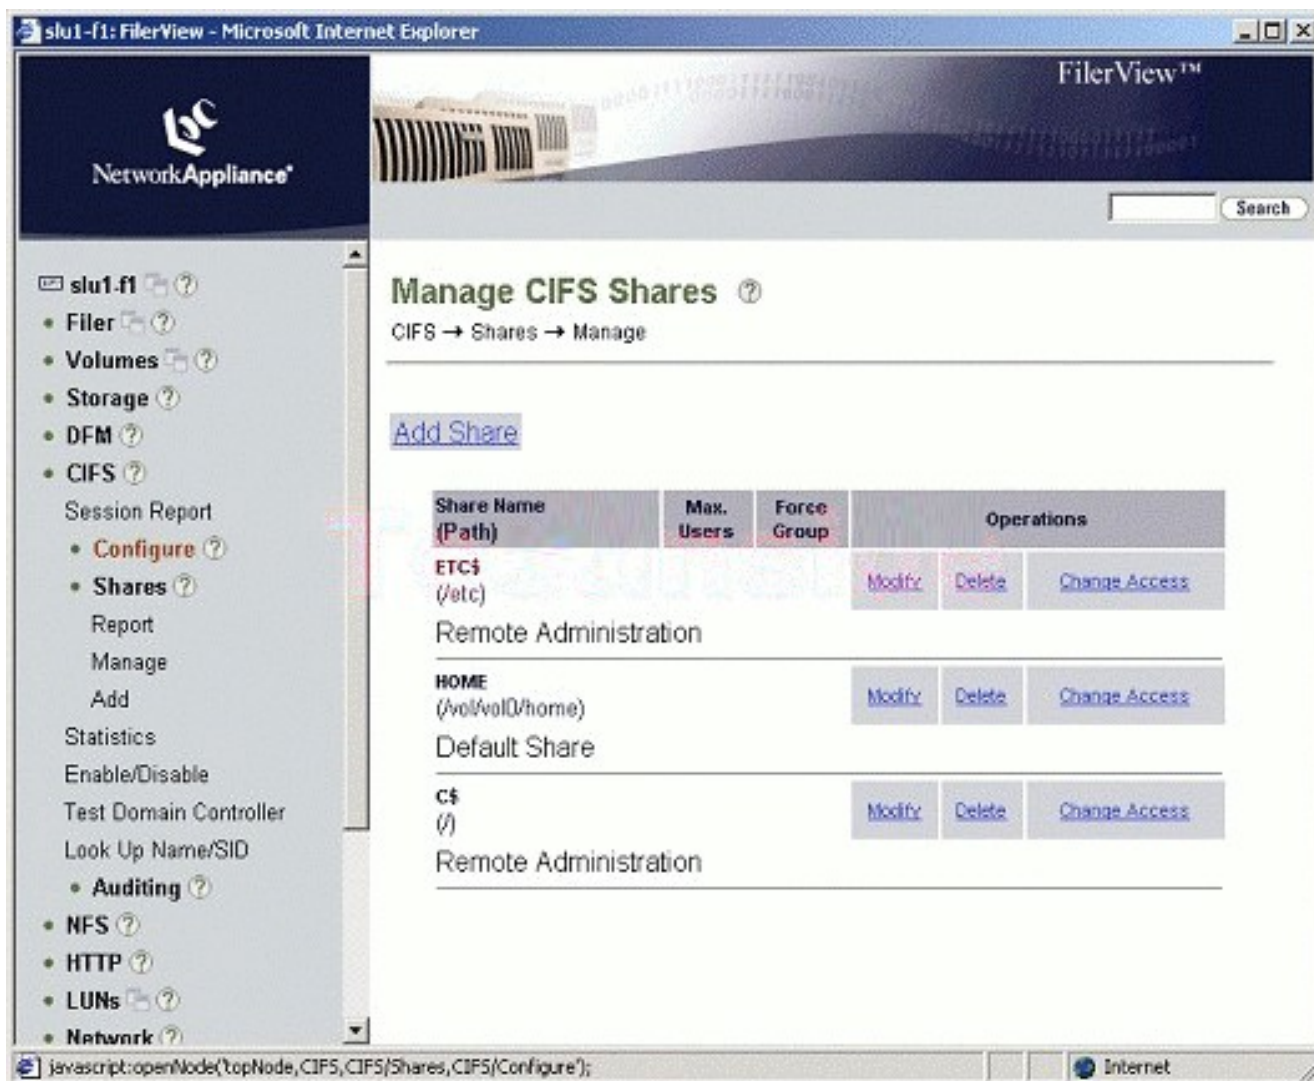 slu1-f1: FilerView - Microsoft Internet Explorer
FilerView™
NetworkAppliance®
Search
slu1-f1
Filer
Volumes
Storage
DFM
CIFS
Session Report
Configure
Shares
Report
Manage
Add
Statistics
Enable/Disable
Test Domain Controller
Look Up Name/SID
Auditing
NFS
HTTP
LUNs
Network
Manage CIFS Shares
CIFS → Shares → Manage
Add Share
Share Name (Path) Max. Users Force Group Operations
ETC$ (/etc) Modify Delete Change Access
Remote Administration
HOME (/vol/vol0/home) Modify Delete Change Access
Default Share
C$ (/) Modify Delete Change Access
Remote Administration
javascript:openNode('topNode,CIFS,CIFS/Shares,CIFS/Configure'); Internet